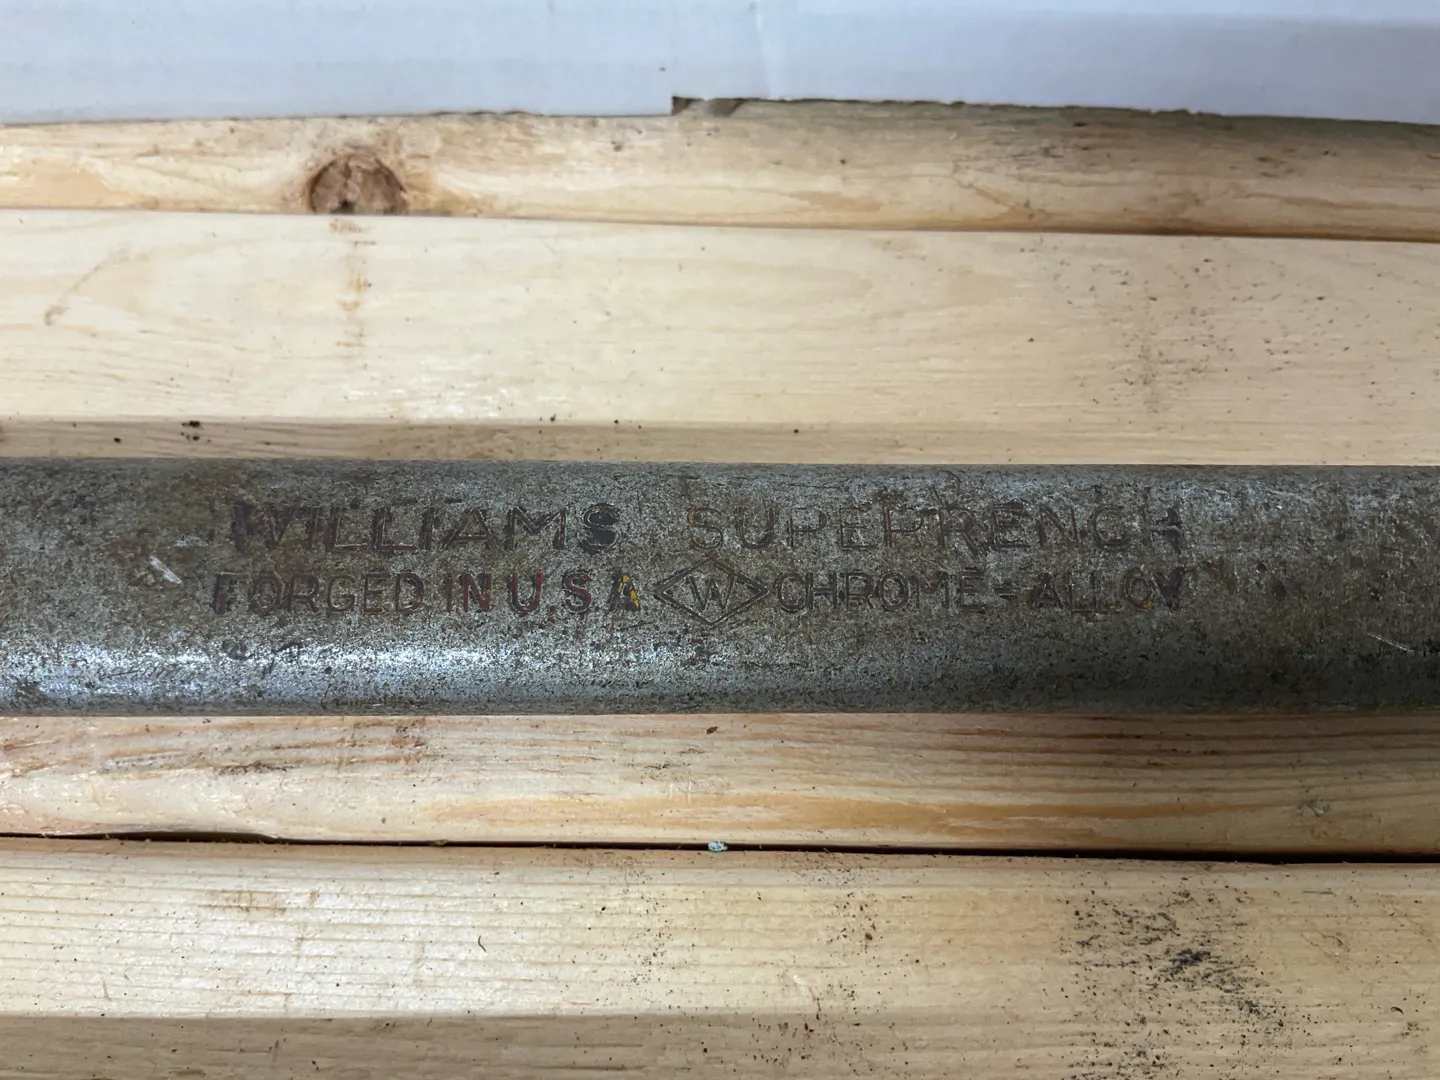 WILLIAMS SUPERRENCH
FORGED IN U.S.A. W CHROME-ALLOY